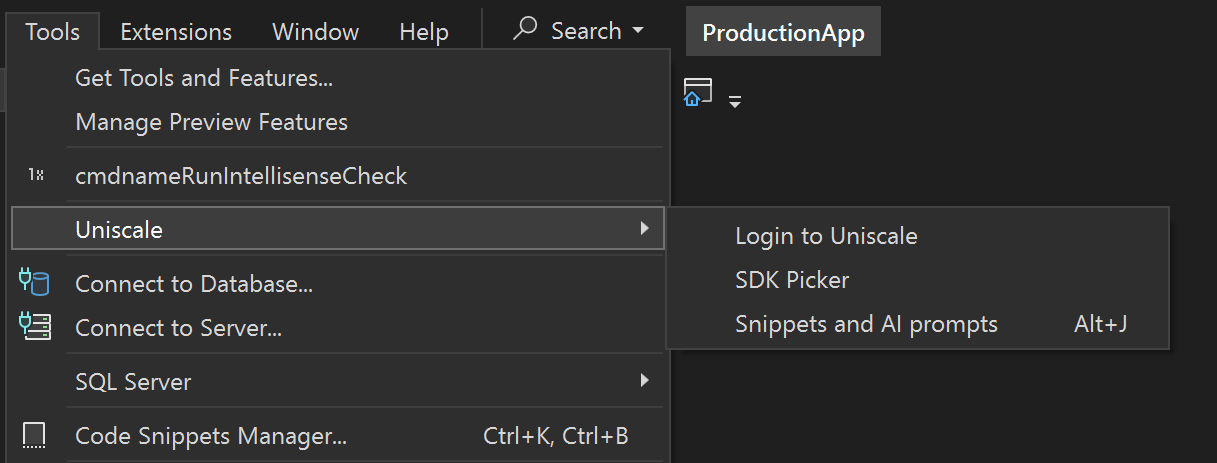 Tools Extensions Window Help Search ProductionApp
Get Tools and Features...
Manage Preview Features
1x cmdnameRunIntellisenseCheck
Uniscale
Login to Uniscale
SDK Picker
Snippets and AI prompts Alt+J
Connect to Database...
Connect to Server...
SQL Server
Code Snippets Manager... Ctrl+K, Ctrl+B